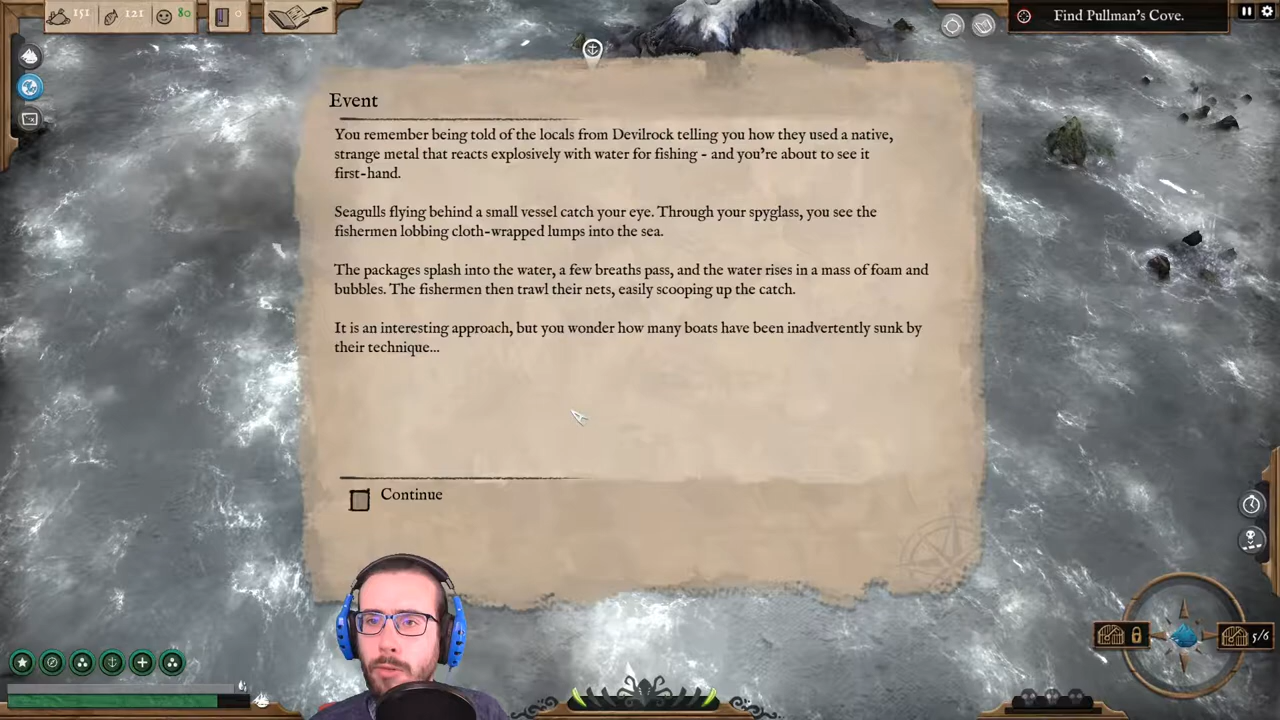 151 121 80 0
Find Pullman's Cove.
Event
You remember being told of the locals from Devilrock telling you how they used a native,
strange metal that reacts explosively with water for fishing - and you're about to see it
first-hand.
Seagulls flying behind a small vessel catch your eye. Through your spyglass, you see the
fishermen lobbing cloth-wrapped lumps into the sea.
The packages splash into the water, a few breaths pass, and the water rises in a mass of foam and
bubbles. The fishermen then trawl their nets, easily scooping up the catch.
It is an interesting approach, but you wonder how many boats have been inadvertently sunk by
their technique...
Continue
5/6